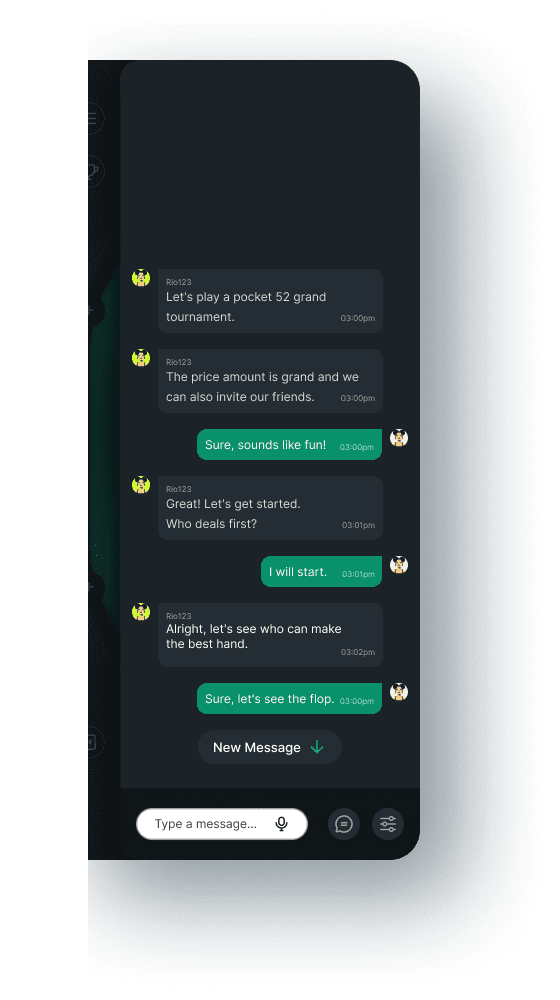 Rio123
Let's play a pocket 52 grand
tournament.
03:00pm
Rio123
The price amount is grand and we
can also invite our friends.
03:00pm
Sure, sounds like fun!
03:00pm
Rio123
Great! Let's get started.
Who deals first?
03:01pm
I will start.
03:01pm
Rio123
Alright, let's see who can make
the best hand.
03:02pm
Sure, let's see the flop.
03:00pm
New Message
Type a message...